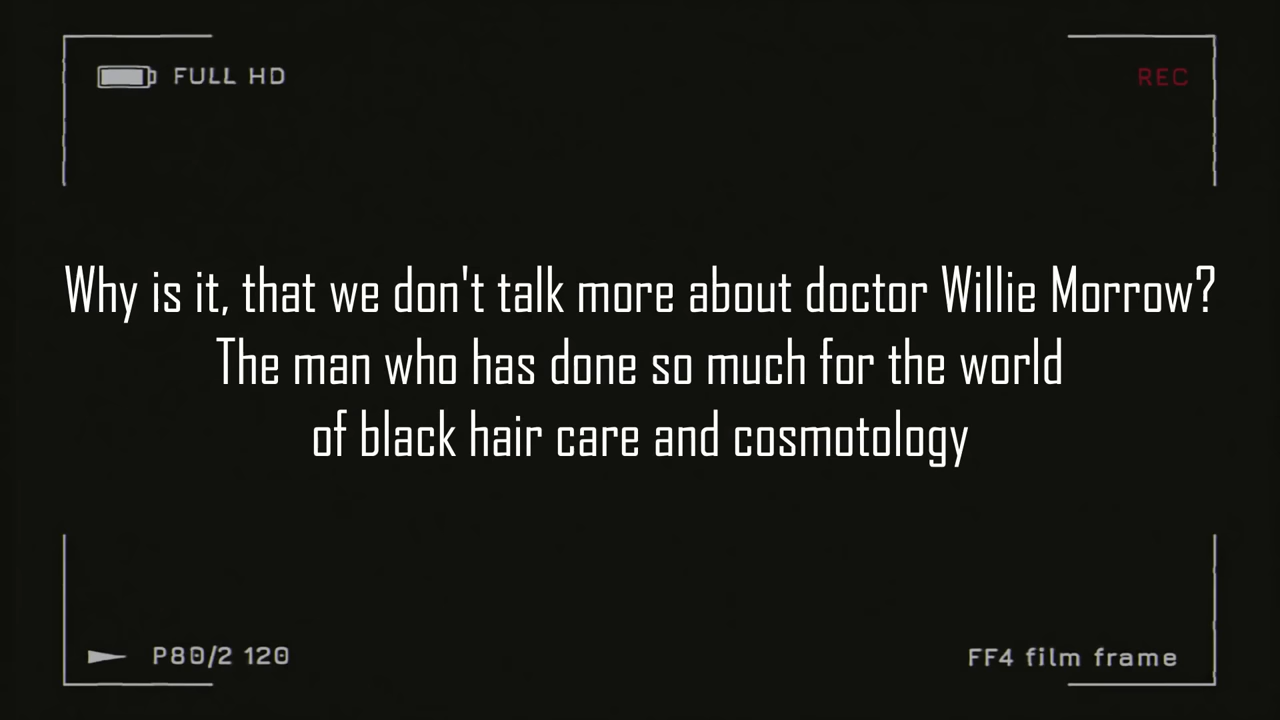 FULL HD
REC
Why is it, that we don't talk more about doctor Willie Morrow?
The man who has done so much for the world
of black hair care and cosmotology
P80/2 120
FF4 film frame